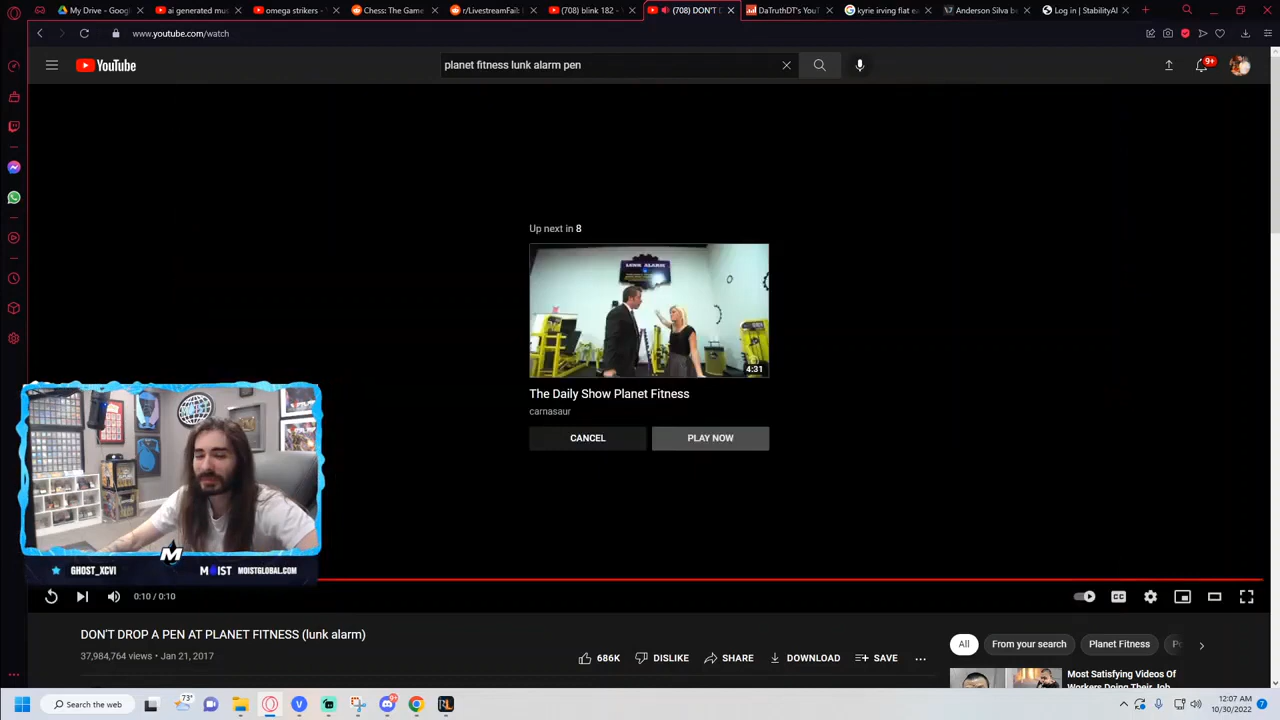 My Drive - Googl
ai generated mus
omega strikers -
Chess: The Game
r/LivestreamFail:
(708) blink 182 -
(708) DON'T D
DaTruthDT's YouT
kyrie irving flat ea
Anderson Silva be
Log in | StabilityAI
www.youtube.com/watch
YouTube
planet fitness lunk alarm pen
9+
Up next in 8
LUNK ALARM
4:31
The Daily Show Planet Fitness
carnasaur
CANCEL
PLAY NOW
M
GHOST_XCVI
MOIST
MOISTGLOBAL.COM
0:10 / 0:10
CC
DON'T DROP A PEN AT PLANET FITNESS (lunk alarm)
37,984,764 views • Jan 21, 2017
686K
DISLIKE
SHARE
DOWNLOAD
SAVE
All
From your search
Planet Fitness
Most Satisfying Videos Of
Workers Doing Their Job
Search the web
73°
12:07 AM
10/30/2022